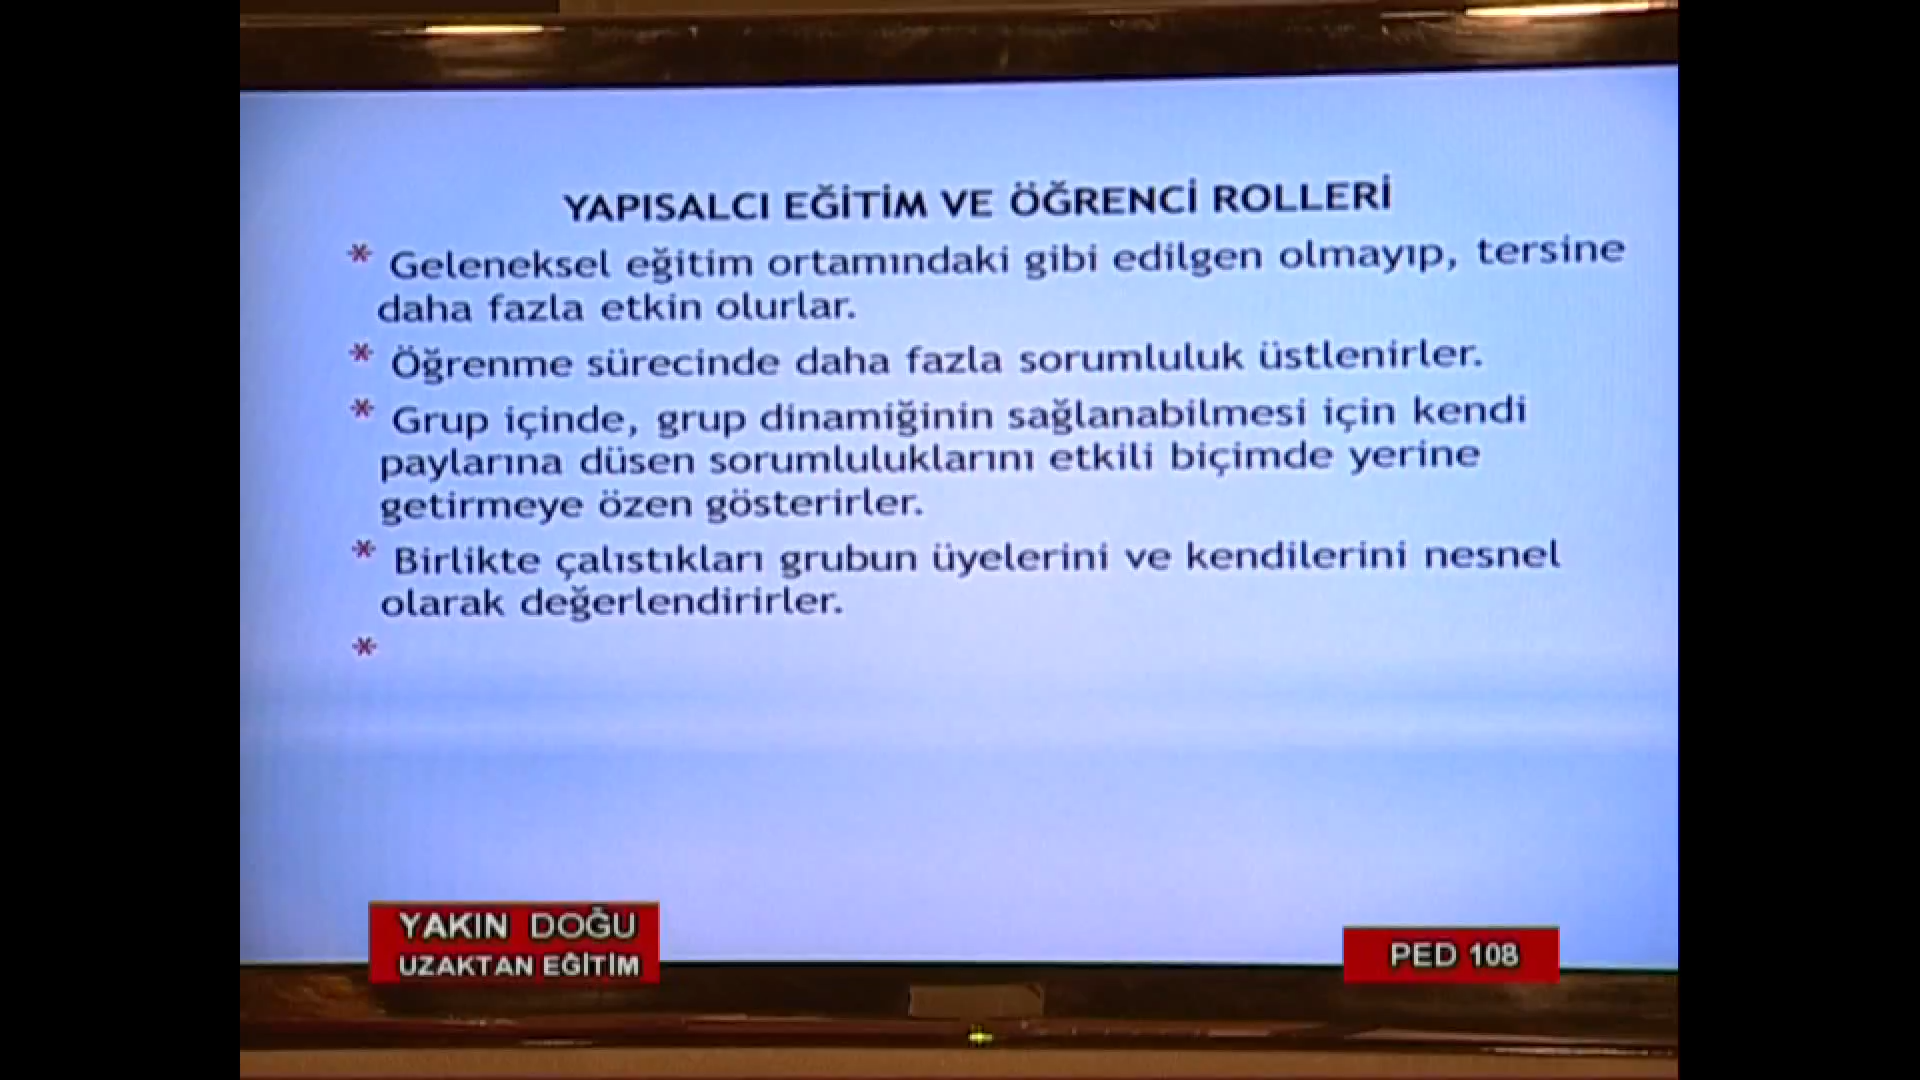 YAPISALCI EĞİTİM VE ÖĞRENCİ ROLLERİ
* Geleneksel eğitim ortamındaki gibi edilgen olmayıp, tersine
daha fazla etkin olurlar.
* Öğrenme sürecinde daha fazla sorumluluk üstlenirler.
* Grup içinde, grup dinamiğinin sağlanabilmesi için kendi
paylarına düsen sorumluluklarını etkili biçimde yerine
getirmeye özen gösterirler.
* Birlikte çalıstıkları grubun üyelerini ve kendilerini nesnel
olarak değerlendirirler.
*
YAKIN DOĞU
UZAKTAN EĞİTİM
PED 108